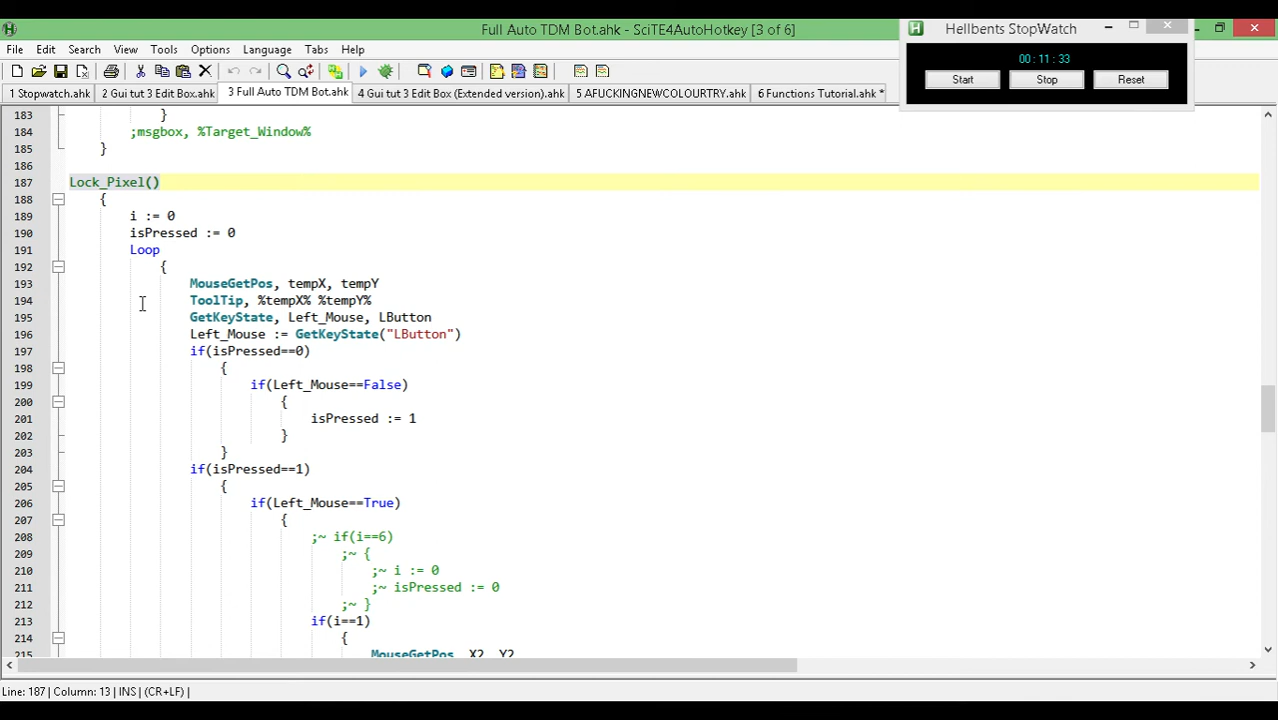 Full Auto TDM Bot.ahk - SciTE4AutoHotkey [3 of 6]
Hellbents StopWatch
File Edit Search View Tools Options Language Tabs Help
00 : 11 : 33
Start Stop Reset
1 Stopwatch.ahk 2 Gui tut 3 Edit Box.ahk 3 Full Auto TDM Bot.ahk 4 Gui tut 3 Edit Box (Extended version).ahk 5 AFUCKINGNEWCOLOURTRY.ahk 6 Functions Tutorial.ahk *
183 }
184 ;msgbox, %Target_Window%
185 }
186
187 Lock_Pixel()
188 {
189 i := 0
190 isPressed := 0
191 Loop
192 {
193 MouseGetPos, tempX, tempY
194 ToolTip, %tempX% %tempY%
195 GetKeyState, Left_Mouse, LButton
196 Left_Mouse := GetKeyState("LButton")
197 if(isPressed==0)
198 {
199 if(Left_Mouse==False)
200 {
201 isPressed := 1
202 }
203 }
204 if(isPressed==1)
205 {
206 if(Left_Mouse==True)
207 {
208 ;~ if(i==6)
209 ;~ {
210 ;~ i := 0
211 ;~ isPressed := 0
212 ;~ }
213 if(i==1)
214 {
215 MouseGetPos, X2, Y2
Line: 187 | Column: 13 | INS | (CR+LF) |